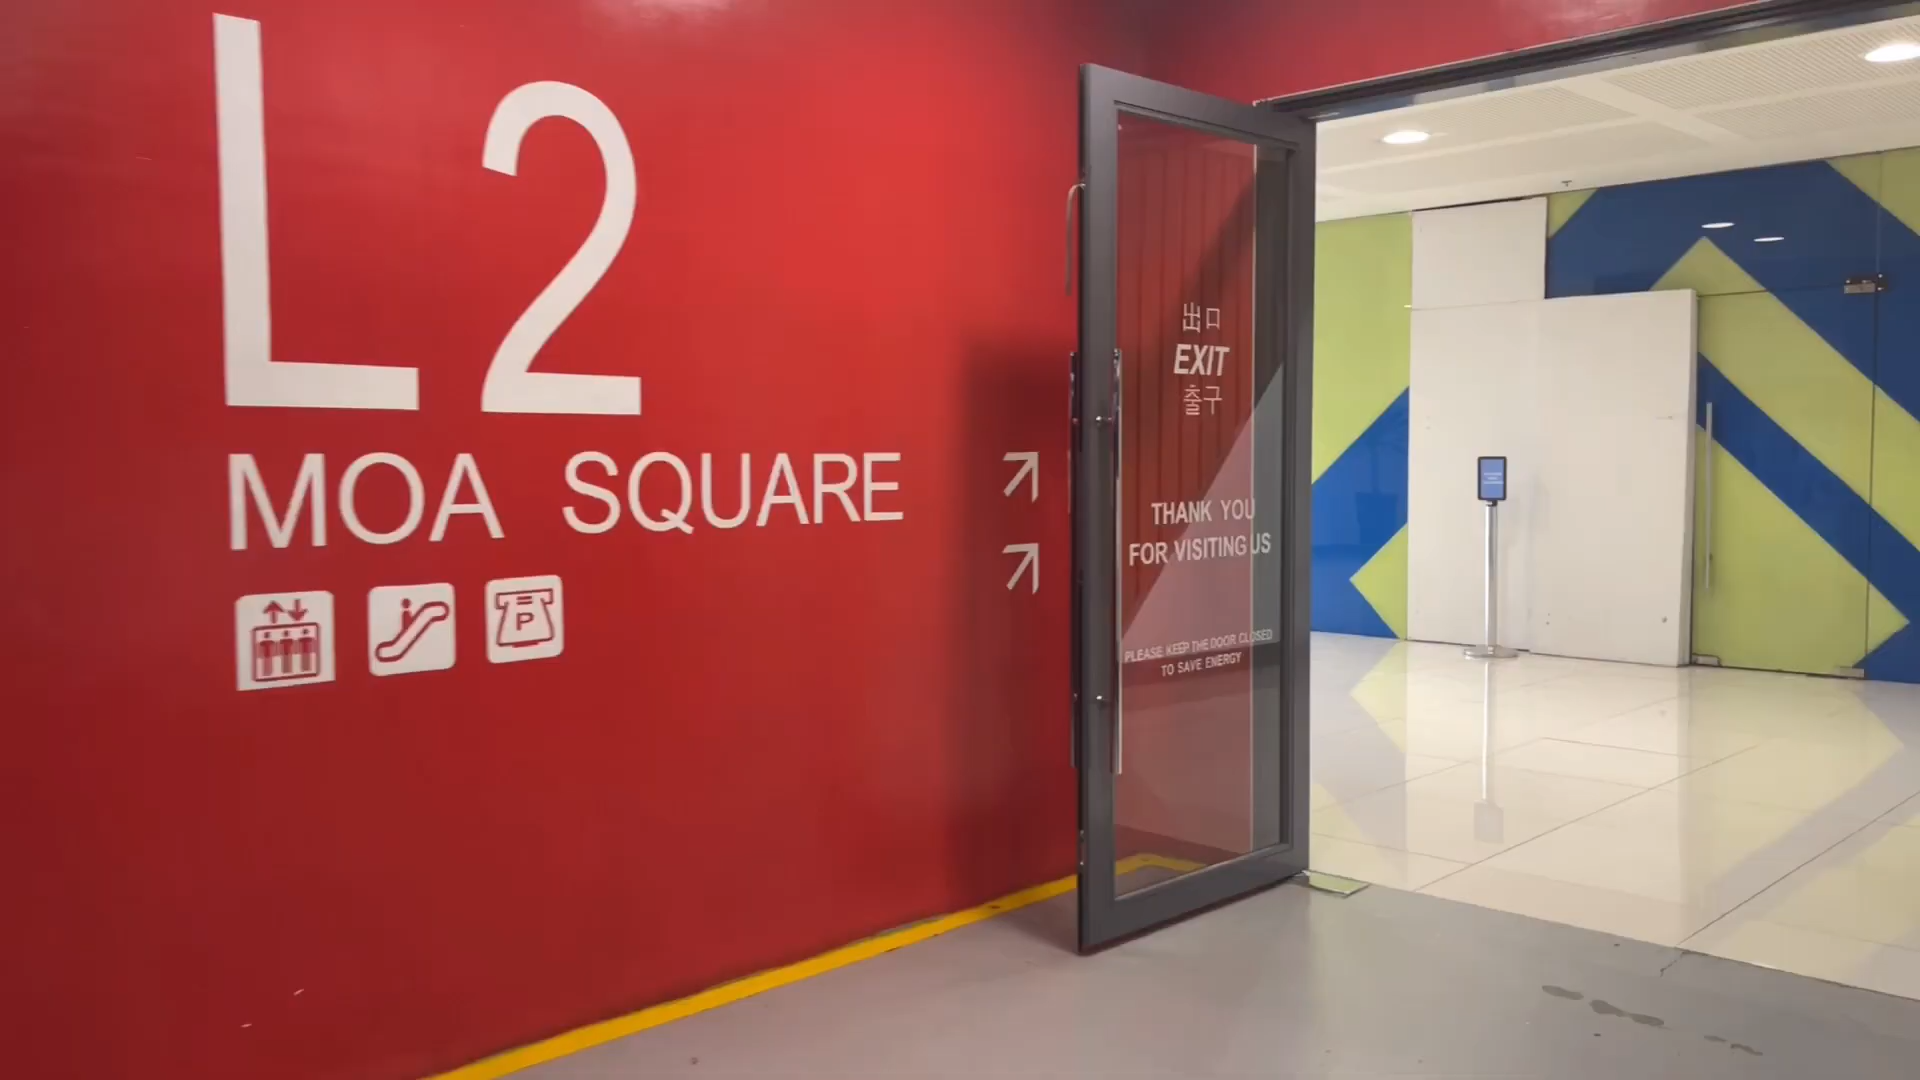 L2
MOA SQUARE
P
出口
EXIT
출구
THANK YOU
FOR VISITING US
PLEASE KEEP THE DOOR CLOSED
TO SAVE ENERGY